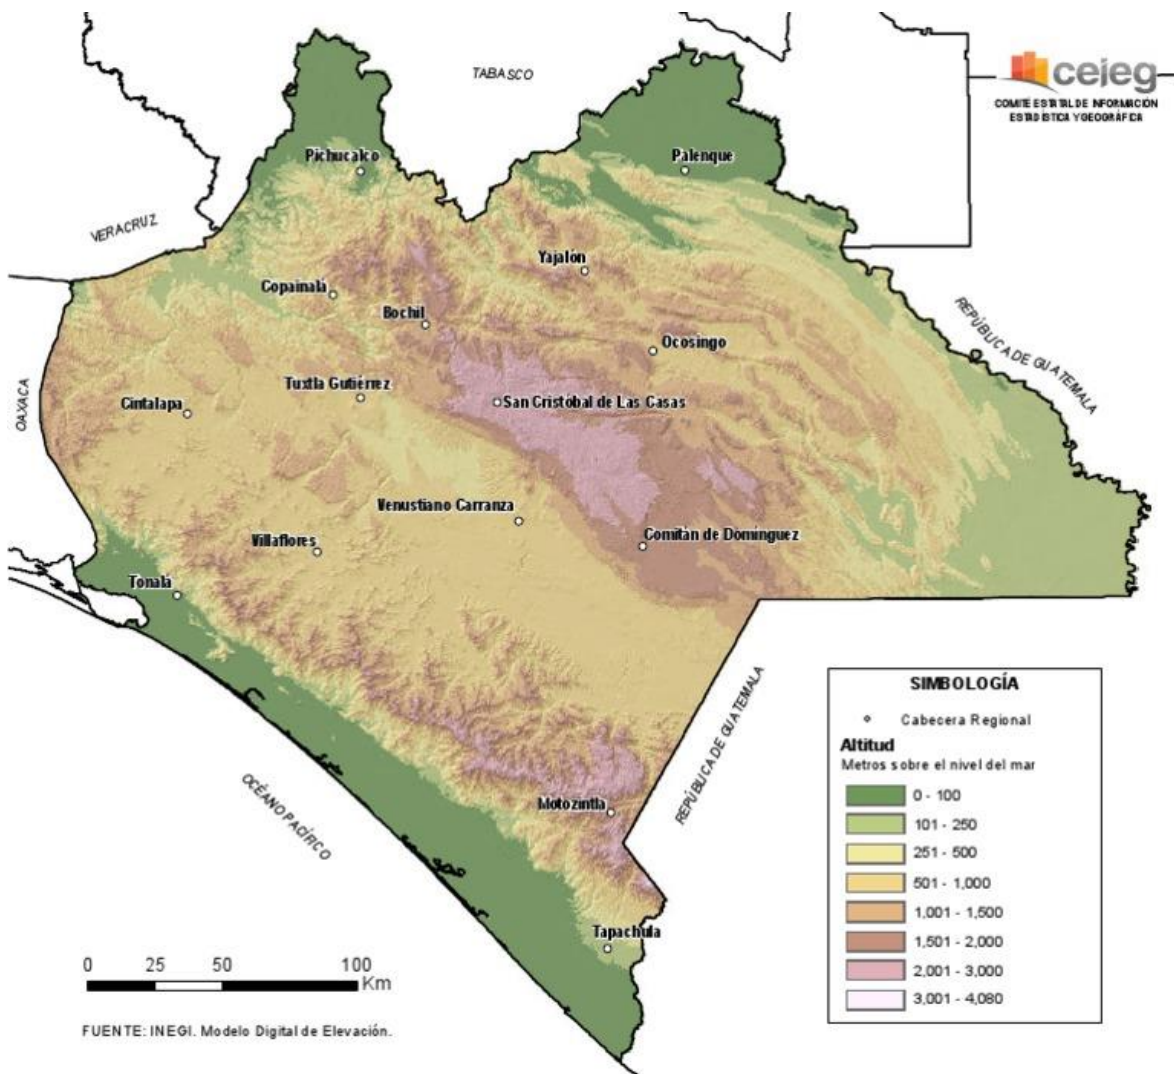 TABASCO
ceieg
COMITÉ ESTATAL DE INFORMACIÓN
ESTADÍSTICA Y GEOGRÁFICA
Pichucalco
Palenque
VERACRUZ
Yajalón
Copainalá
Bochil
Ocosingo
REPÚBLICA DE GUATEMALA
Tuxtla Gutiérrez
OAXACA
Cintalapa
San Cristóbal de Las Casas
Venustiano Carranza
Villaflores
Comitán de Domínguez
Tonalá
REPÚBLICA DE GUATEMALA
OCÉANO PACÍFICO
Motozintla
Tapachula
SIMBOLOGÍA
Cabecera Regional
Altitud
Metros sobre el nivel del mar
0 - 100
101 - 250
251 - 500
501 - 1,000
1,001 - 1,500
1,501 - 2,000
2,001 - 3,000
3,001 - 4,080
0 25 50 100
Km
FUENTE: INEGI. Modelo Digital de Elevación.